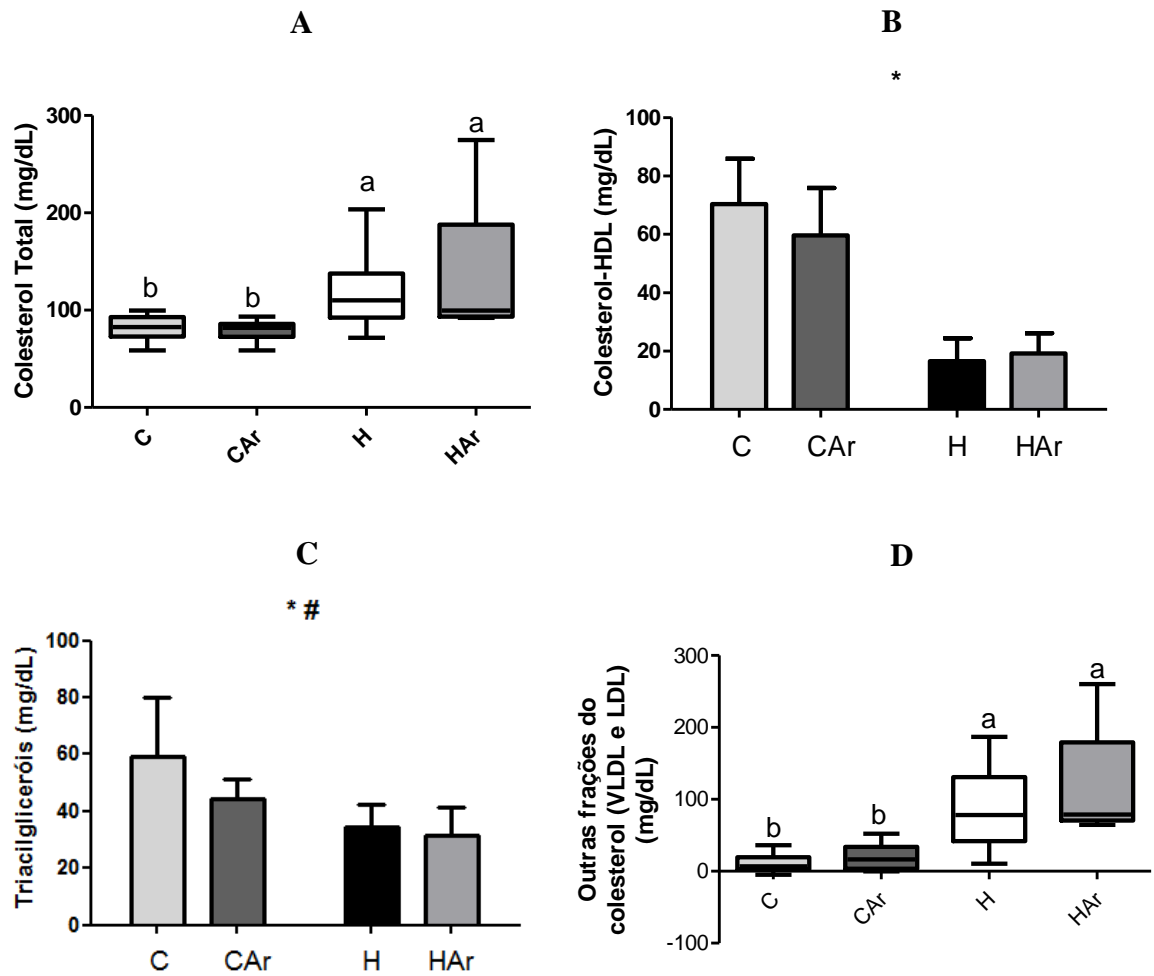 A
Colesterol Total (mg/dL)
300
200
100
0
b
b
a
a
C
CAr
H
HAr
B
*
Colesterol-HDL (mg/dL)
100
80
60
40
20
0
C
CAr
H
HAr
C
* #
Triacilgliceróis (mg/dL)
100
80
60
40
20
0
C
CAr
H
HAr
D
Outras frações do
colesterol (VLDL e LDL)
(mg/dL)
300
200
100
0
-100
b
b
a
a
C
CAr
H
HAr